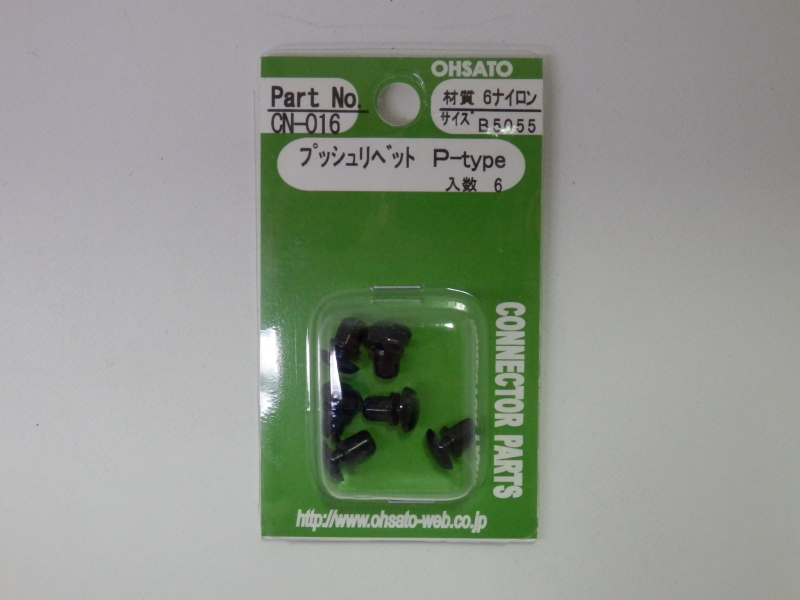 OHSATO
Part No.
CN-016
材質 6ナイロン
サイズ B5055
プッシュリベット P-type
入数 6
CONNECTOR PARTS
http://www.ohsato-web.co.jp